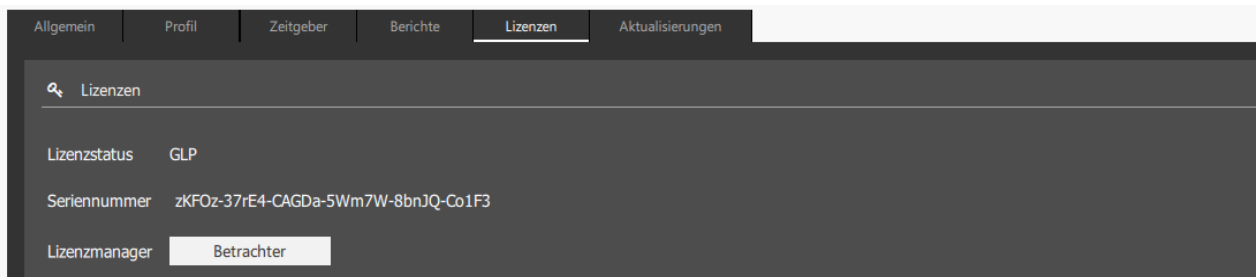 Allgemein Profil Zeitgeber Berichte Lizenzen Aktualisierungen
Lizenzen
Lizenzstatus GLP
Seriennummer zKFOz-37rE4-CAGDa-5Wm7W-8bnJQ-Co1F3
Lizenzmanager Betrachter